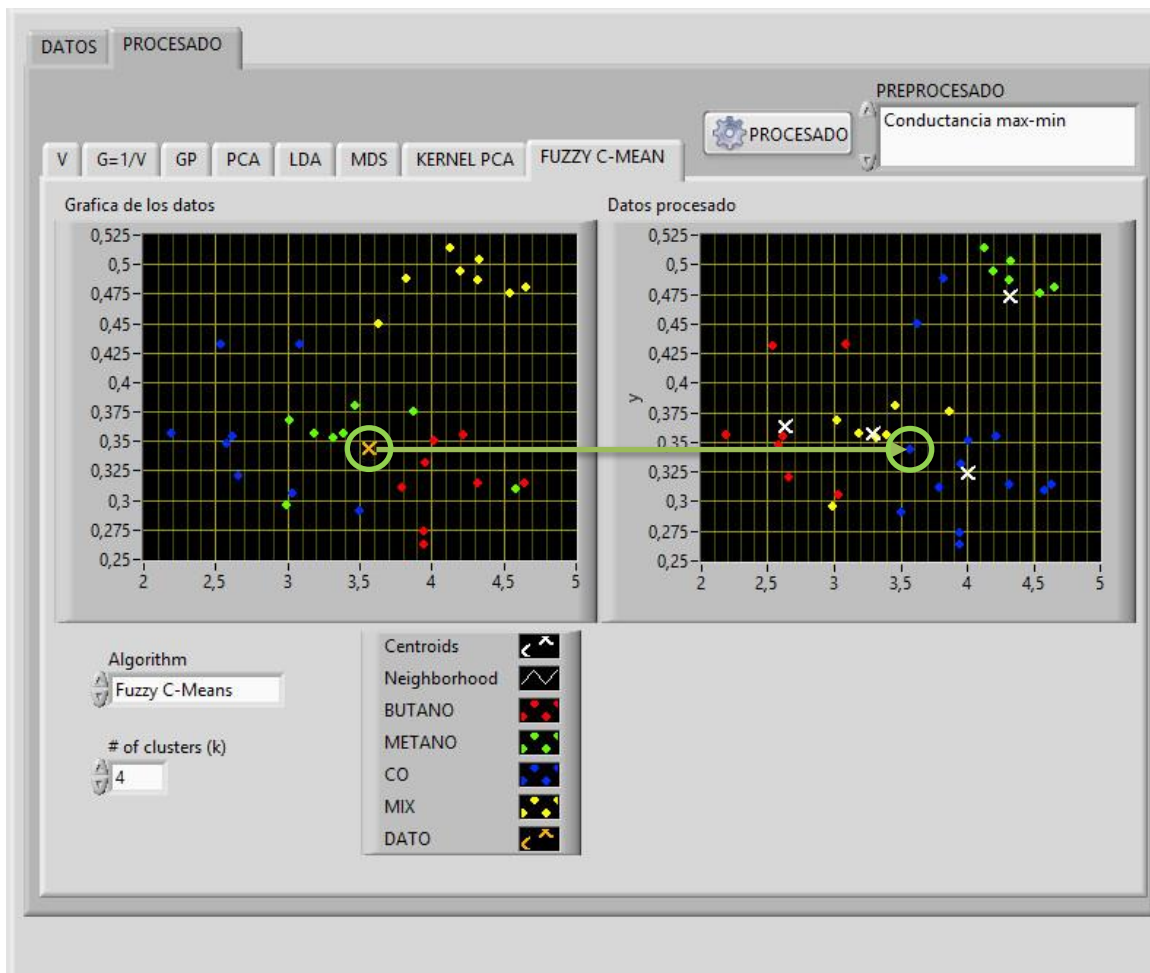 DATOS PROCESADO
PREPROCESADO
PROCESADO
Conductancia max-min
V G=1/V GP PCA LDA MDS KERNEL PCA FUZZY C-MEAN
Grafica de los datos
0,525
0,5
0,475
0,45
0,425
0,4
0,375
0,35
0,325
0,3
0,275
0,25
2 2,5 3 3,5 4 4,5 5
Datos procesado
0,525
0,5
0,475
0,45
0,425
0,4
0,375
0,35
0,325
0,3
0,275
0,25
y
2 2,5 3 3,5 4 4,5 5
Algorithm
Fuzzy C-Means
# of clusters (k)
4
Centroids
Neighborhood
BUTANO
METANO
CO
MIX
DATO